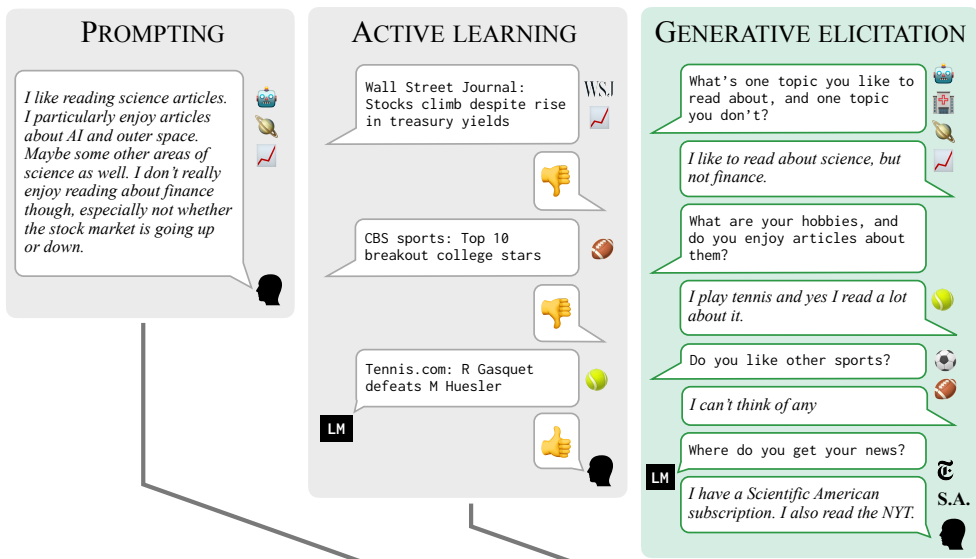 PROMPTING
I like reading science articles.
I particularly enjoy articles
about AI and outer space.
Maybe some other areas of
science as well. I don't really
enjoy reading about finance
though, especially not whether
the stock market is going up
or down.
ACTIVE LEARNING
Wall Street Journal:
Stocks climb despite rise
in treasury yields
WSJ
CBS sports: Top 10
breakout college stars
Tennis.com: R Gasquet
defeats M Huesler
LM
GENERATIVE ELICITATION
What's one topic you like to
read about, and one topic
you don't?
I like to read about science, but
not finance.
What are your hobbies, and
do you enjoy articles about
them?
I play tennis and yes I read a lot
about it.
Do you like other sports?
I can't think of any
Where do you get your news?
LM
I have a Scientific American
subscription. I also read the NYT.
T
S.A.